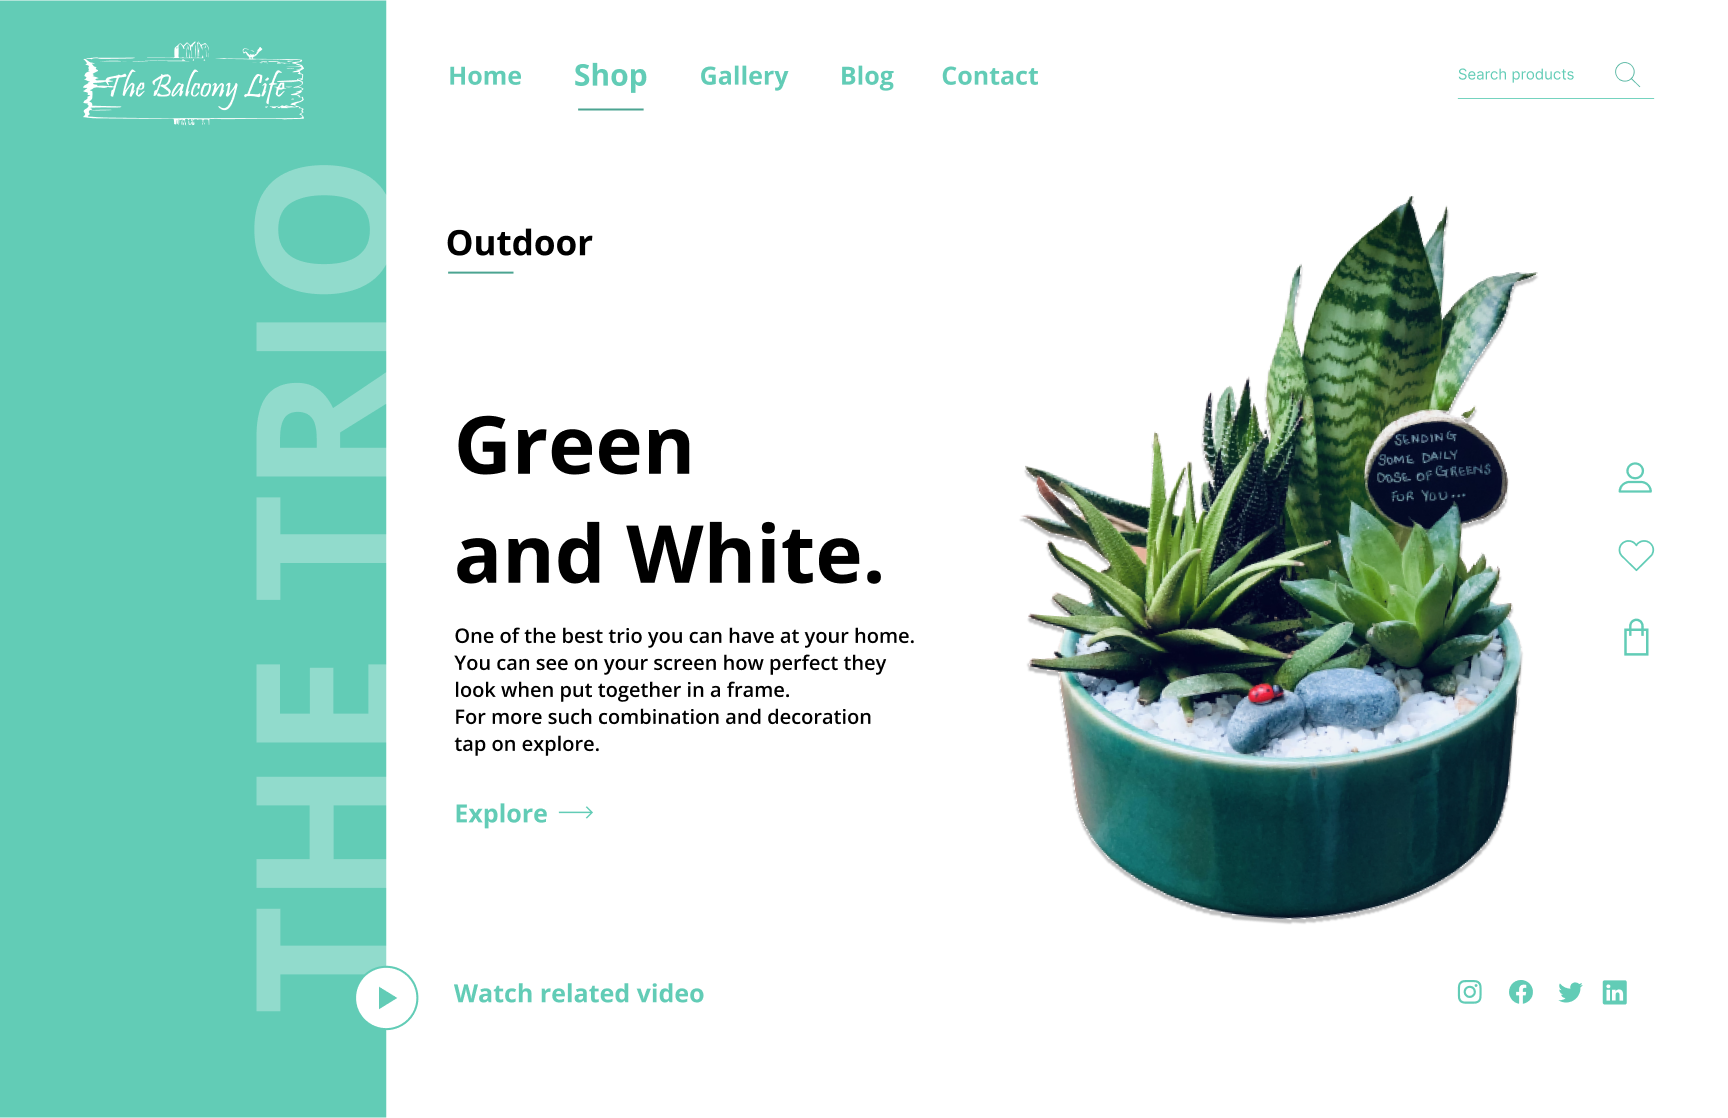 The Balcony Life
Home Shop Gallery Blog Contact
Search products
THE TRIO
Outdoor
Green
and White.
One of the best trio you can have at your home.
You can see on your screen how perfect they
look when put together in a frame.
For more such combination and decoration
tap on explore.
Explore
SENDING
SOME DAILY
DOSE OF GREENS
FOR YOU...
Watch related video
in